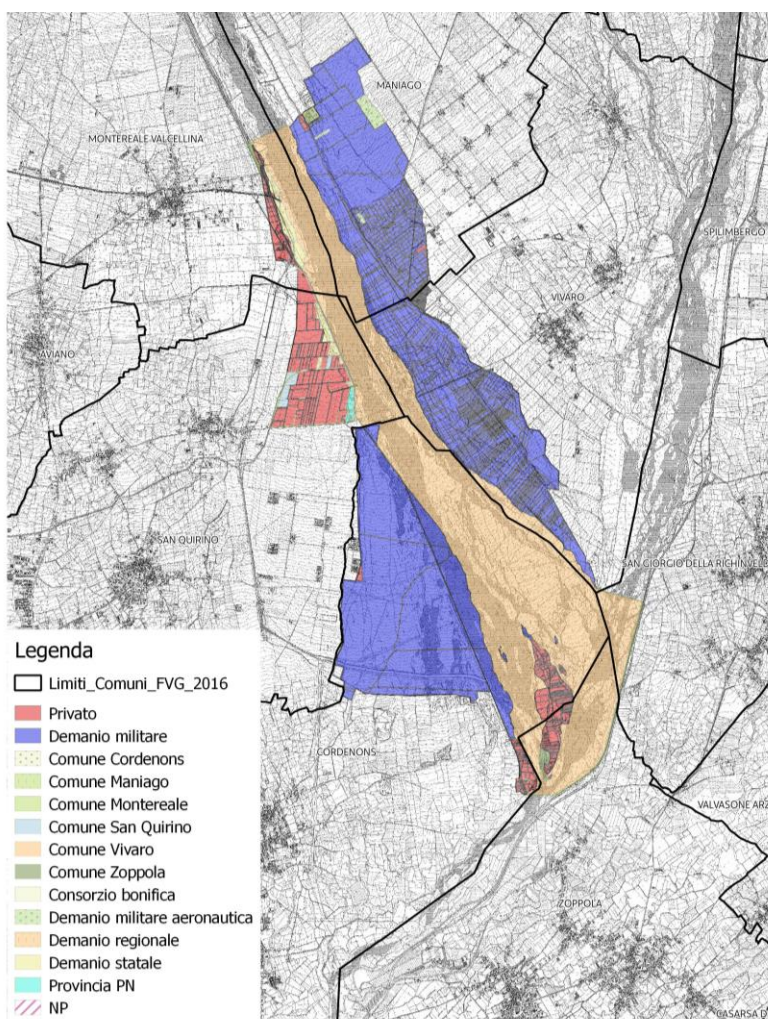 MANIAGO
MONTEREALE VALCELLINA
SPILIMBERGO
VIVARO
AVIANO
SAN QUIRINO
SAN GIORGIO DELLA RICHINVEL
Legenda
Limiti_Comuni_FVG_2016
Privato
Demanio militare
Comune Cordenons
Comune Maniago
Comune Montereale
Comune San Quirino
Comune Vivaro
Comune Zoppola
Consorzio bonifica
Demanio militare aeronautica
Demanio regionale
Demanio statale
Provincia PN
NP
CORDENONS
VALVASONE ARZ
ZOPPOLA
CASARSA D